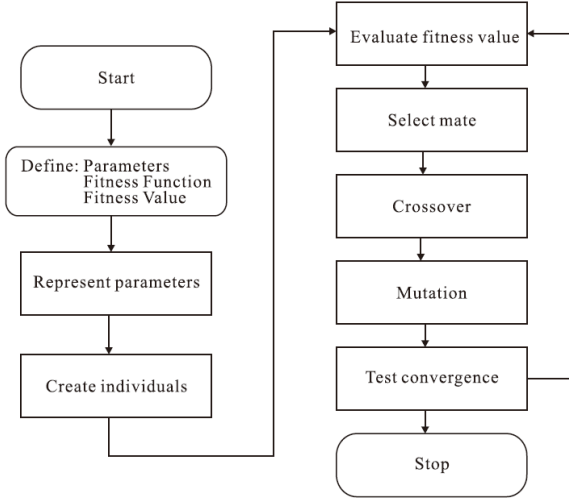 Start
Define: Parameters
Fitness Function
Fitness Value
Represent parameters
Create individuals
Evaluate fitness value
Select mate
Crossover
Mutation
Test convergence
Stop